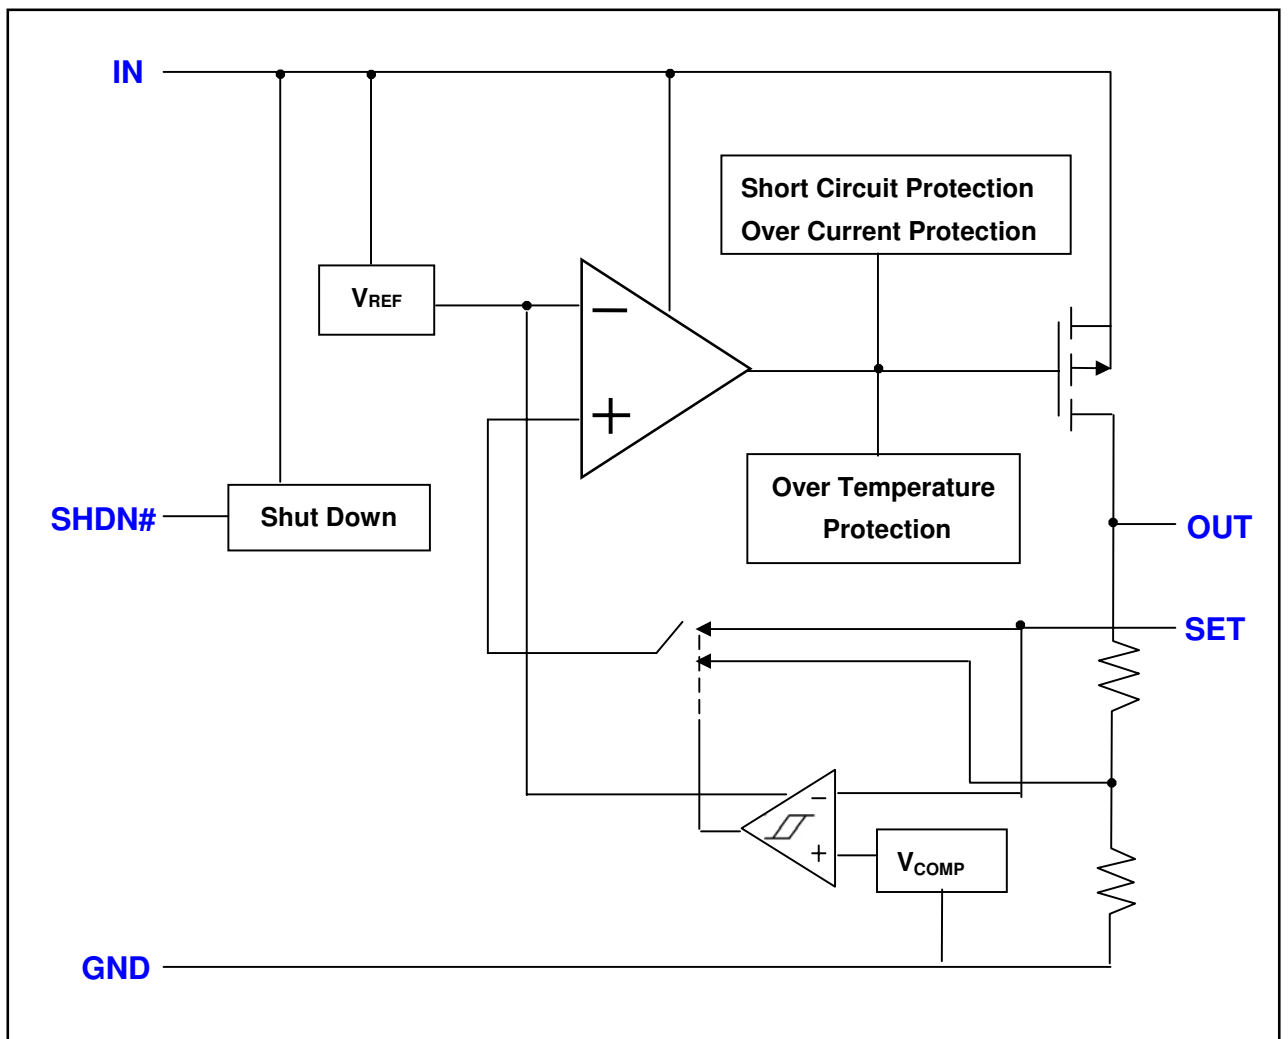 IN
Short Circuit Protection
Over Current Protection
VREF
−
+
Over Temperature
Protection
SHDN#
Shut Down
OUT
SET
−
+
VCOMP
GND